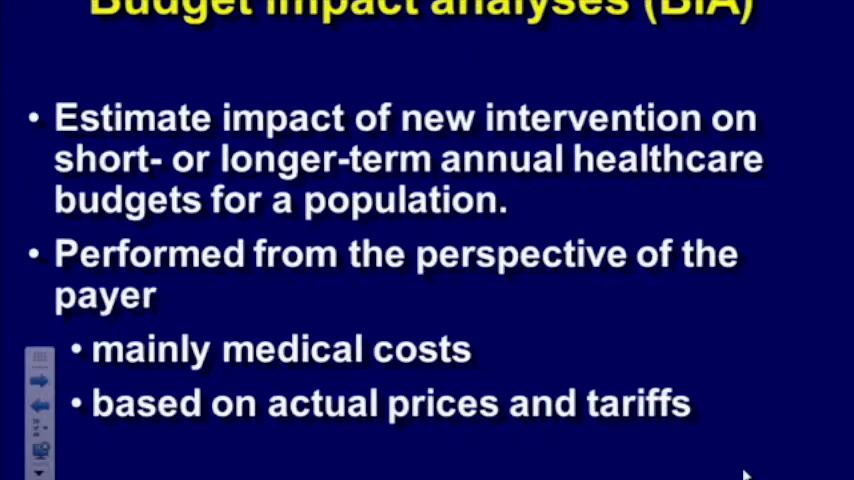 Budget impact analyses (BIA)
• Estimate impact of new intervention on
short- or longer-term annual healthcare
budgets for a population.
• Performed from the perspective of the
payer
• mainly medical costs
• based on actual prices and tariffs